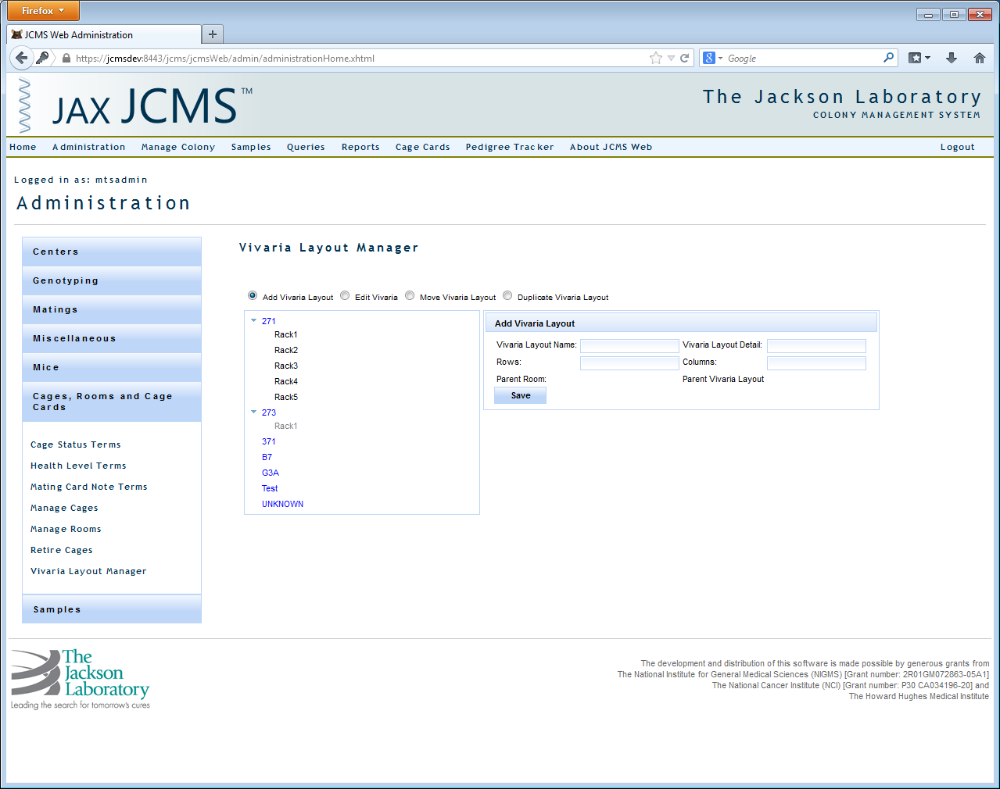 Firefox
JCMS Web Administration
https://jcmsdev:8443/jcms/jcmsWeb/admin/administrationHome.xhtml
Google
JAX JCMS™
The Jackson Laboratory
COLONY MANAGEMENT SYSTEM
Home Administration Manage Colony Samples Queries Reports Cage Cards Pedigree Tracker About JCMS Web Logout
Logged in as: mtsadmin
Administration
Centers
Genotyping
Matings
Miscellaneous
Mice
Cages, Rooms and Cage
Cards
Cage Status Terms
Health Level Terms
Mating Card Note Terms
Manage Cages
Manage Rooms
Retire Cages
Vivaria Layout Manager
Samples
Vivaria Layout Manager
Add Vivaria Layout Edit Vivaria Move Vivaria Layout Duplicate Vivaria Layout
271
Rack1
Rack2
Rack3
Rack4
Rack5
273
Rack1
371
B7
G3A
Test
UNKNOWN
Add Vivaria Layout
Vivaria Layout Name: Vivaria Layout Detail:
Rows: Columns:
Parent Room: Parent Vivaria Layout
Save
The
Jackson
Laboratory
Leading the search for tomorrow's cures
The development and distribution of this software is made possible by generous grants from
The National Institute for General Medical Sciences (NIGMS) [Grant number: 2R01GM072863-05A1]
The National Cancer Institute (NCI) [Grant number: P30 CA034196-20] and
The Howard Hughes Medical Institute